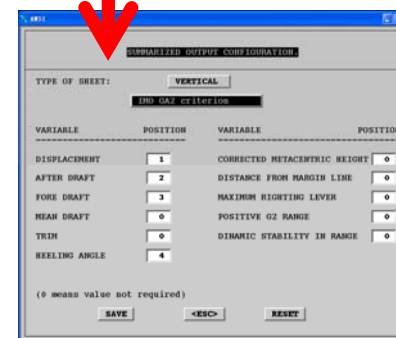 AN51
SUMMARIZED OUTPUT CONFIGURATION.
TYPE OF SHEET: VERTICAL
IMO GA2 criterion
VARIABLE POSITION VARIABLE POSITIO
DISPLACEMENT 1 CORRECTED METACENTRIC HEIGHT 0
AFTER DRAFT 2 DISTANCE FROM MARGIN LINE 0
FORE DRAFT 3 MAXIMUM RIGHTING LEVER 0
MEAN DRAFT 0 POSITIVE GZ RANGE 0
TRIM 0 DINAMIC STABILITY IN RANGE 0
HEELING ANGLE 4
(0 means value not required)
SAVE <ESC> RESET